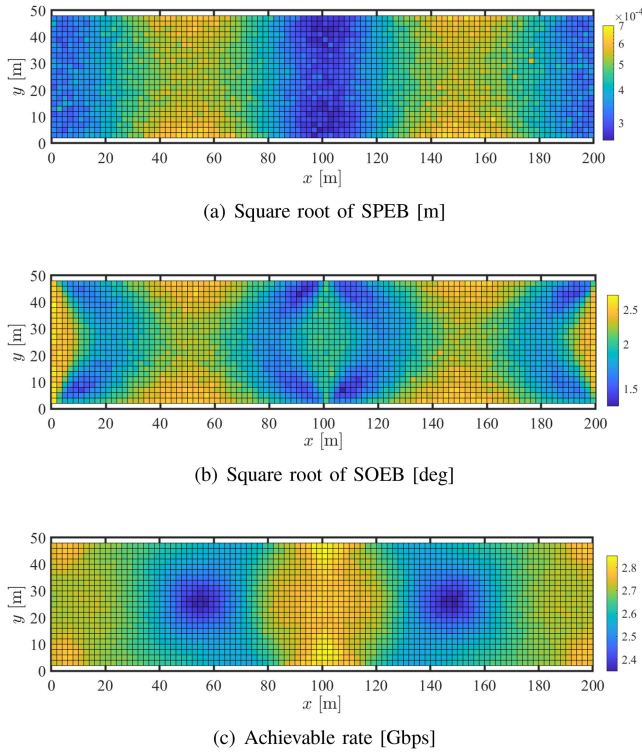 ×10⁻⁴
50
40
30
20
10
0
y [m]
7
6
5
4
3
0 20 40 60 80 100 120 140 160 180 200
x [m]
(a) Square root of SPEB [m]
50
40
30
20
10
0
y [m]
2.5
2
1.5
0 20 40 60 80 100 120 140 160 180 200
x [m]
(b) Square root of SOEB [deg]
50
40
30
20
10
0
y [m]
2.8
2.7
2.6
2.5
2.4
0 20 40 60 80 100 120 140 160 180 200
x [m]
(c) Achievable rate [Gbps]